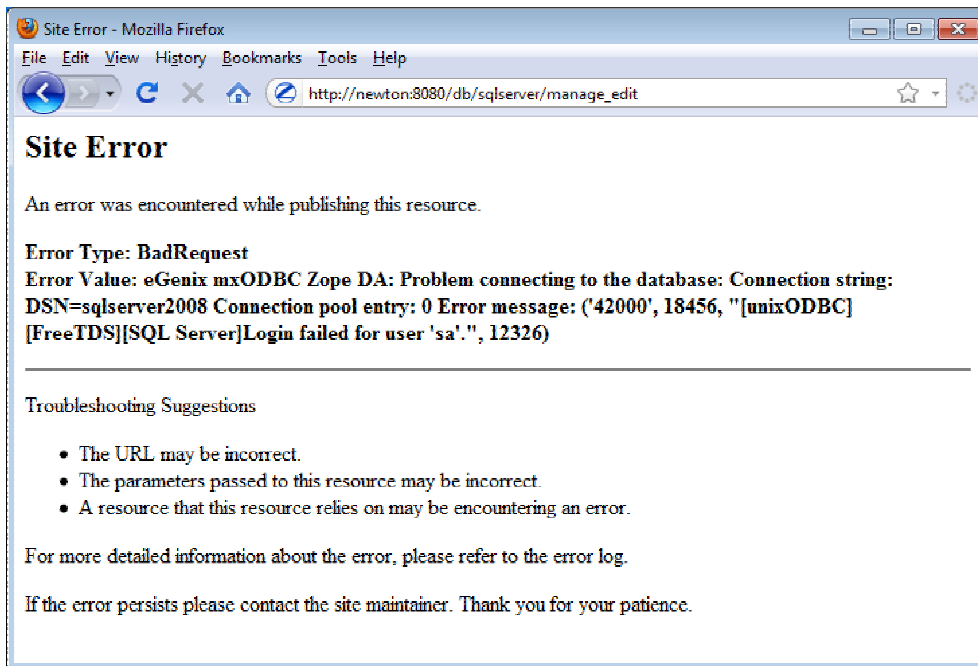 Site Error - Mozilla Firefox
File Edit View History Bookmarks Tools Help
http://newton:8080/db/sqlserver/manage_edit
Site Error
An error was encountered while publishing this resource.
Error Type: BadRequest
Error Value: eGenix mxODBC Zope DA: Problem connecting to the database: Connection string:
DSN=sqlserver2008 Connection pool entry: 0 Error message: ('42000', 18456, "[unixODBC]
[FreeTDS][SQL Server]Login failed for user 'sa'.", 12326)
Troubleshooting Suggestions
• The URL may be incorrect.
• The parameters passed to this resource may be incorrect.
• A resource that this resource relies on may be encountering an error.
For more detailed information about the error, please refer to the error log.
If the error persists please contact the site maintainer. Thank you for your patience.